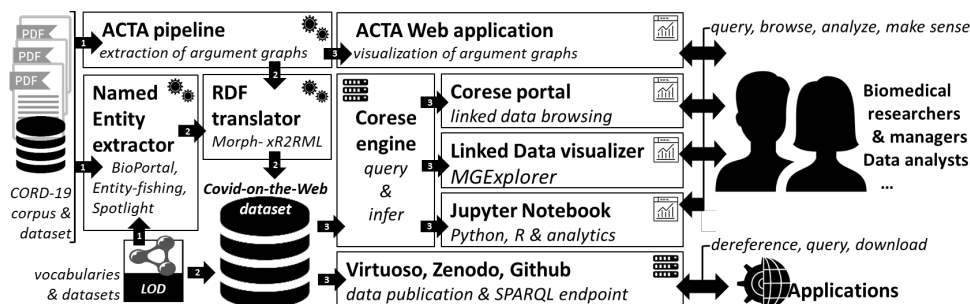 PDF
PDF
PDF
CORD-19
corpus &
dataset
1
ACTA pipeline
extraction of argument graphs
3
ACTA Web application
visualization of argument graphs
query, browse, analyze, make sense
2
1
Named
Entity
extractor
BioPortal,
Entity-fishing,
Spotlight
2
RDF
translator
Morph- xR2RML
2
Covid-on-the-Web
dataset
1
vocabularies
& datasets
LOD
2
3
Corese
engine
query
&
infer
3
Corese portal
linked data browsing
3
Linked Data visualizer
MGExplorer
3
Jupyter Notebook
Python, R & analytics
3
Virtuoso, Zenodo, Github
data publication & SPARQL endpoint
Biomedical
researchers
& managers
Data analysts
...
dereference, query, download
Applications